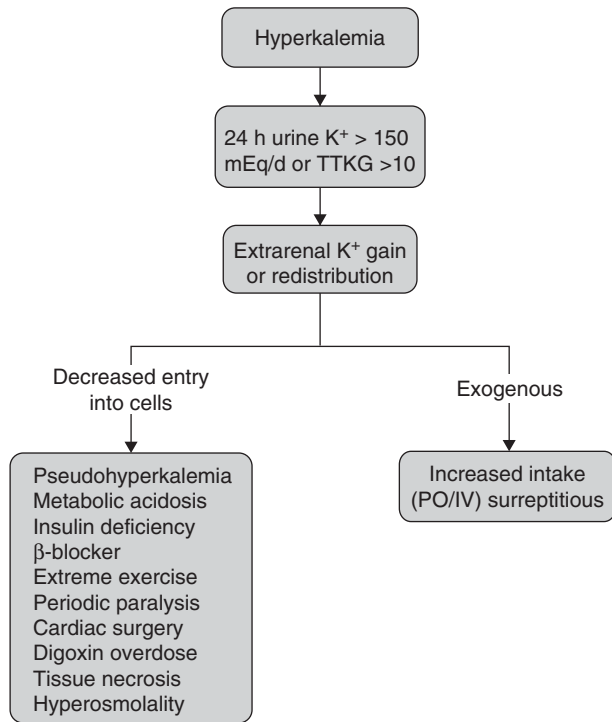 Hyperkalemia
24 h urine K⁺ > 150
mEq/d or TTKG >10
Extrarenal K⁺ gain
or redistribution
Decreased entry
into cells
Exogenous
Pseudohyperkalemia
Metabolic acidosis
Insulin deficiency
β-blocker
Extreme exercise
Periodic paralysis
Cardiac surgery
Digoxin overdose
Tissue necrosis
Hyperosmolality
Increased intake
(PO/IV) surreptitious